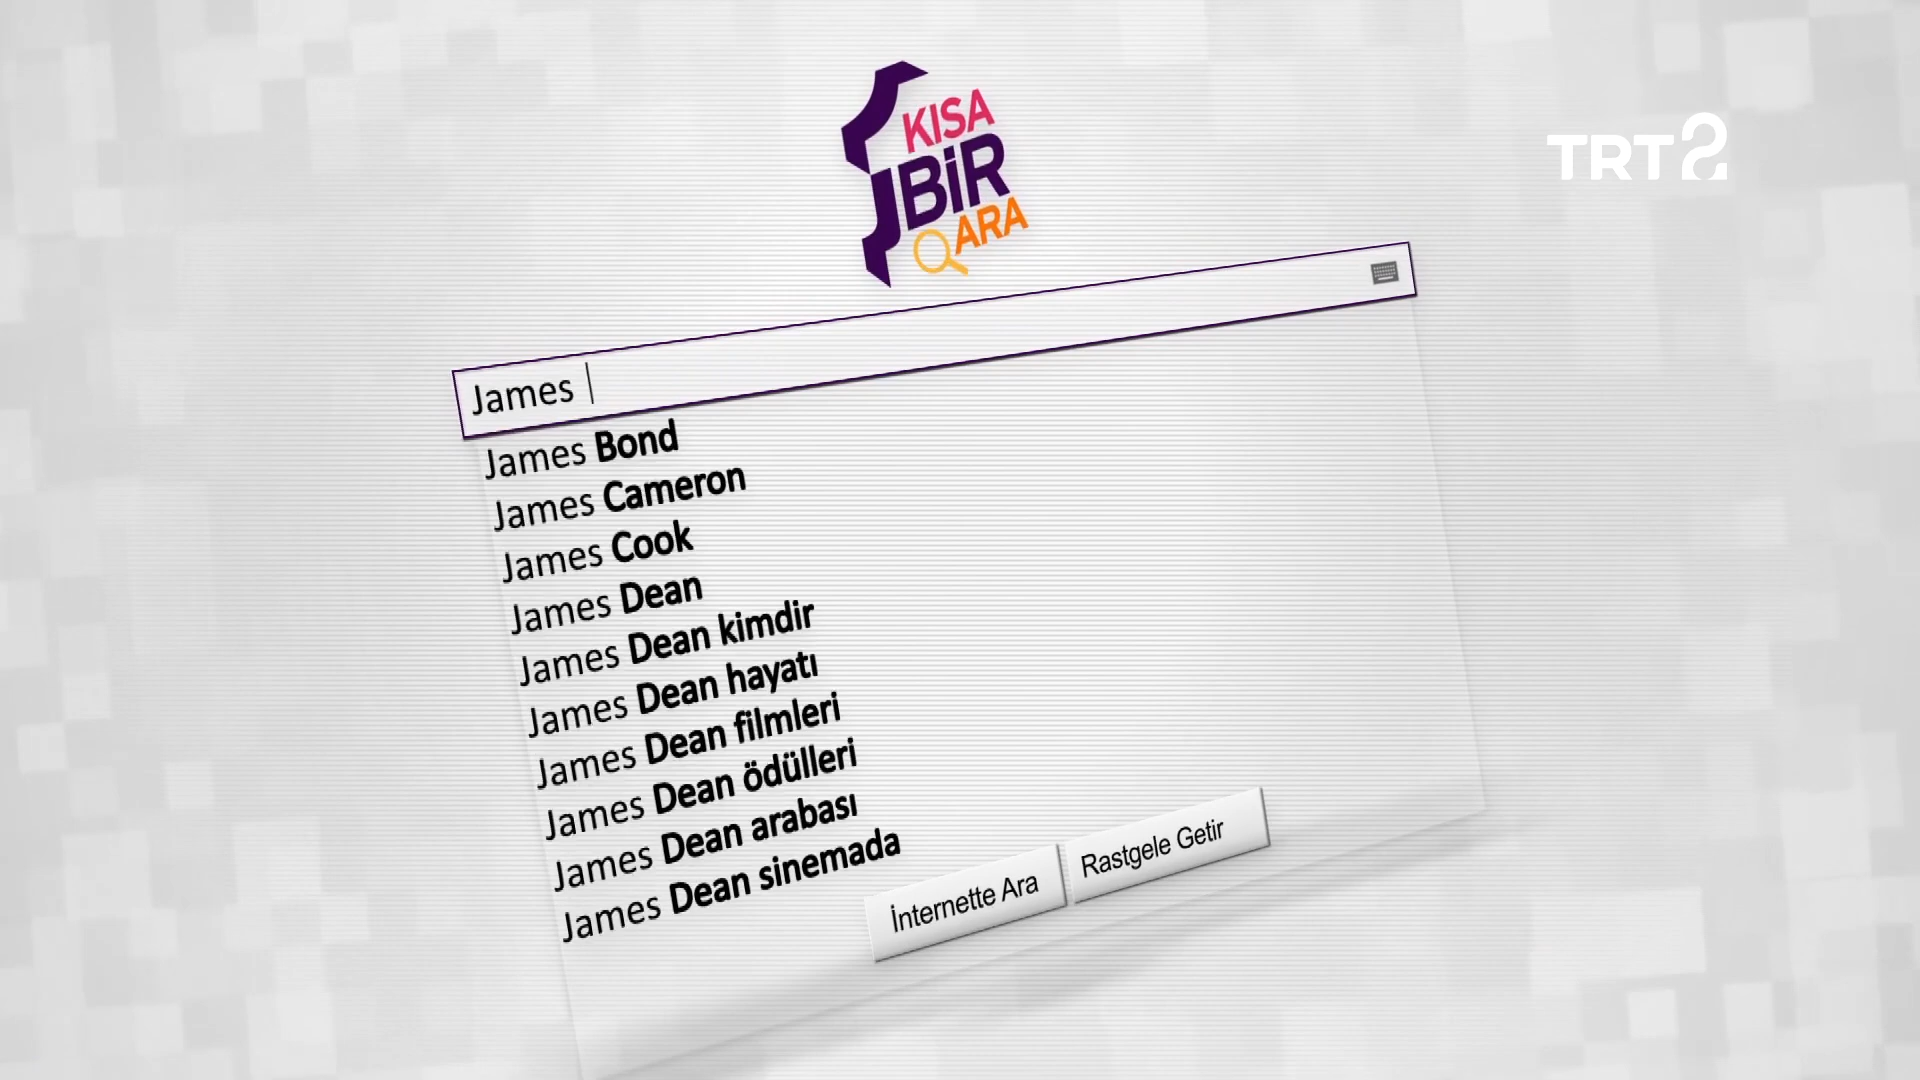 KISA
BİR
ARA
TRT2
James
James Bond
James Cameron
James Cook
James Dean
James Dean kimdir
James Dean hayatı
James Dean filmleri
James Dean ödülleri
James Dean arabası
James Dean sinemada
İnternette Ara
Rastgele Getir